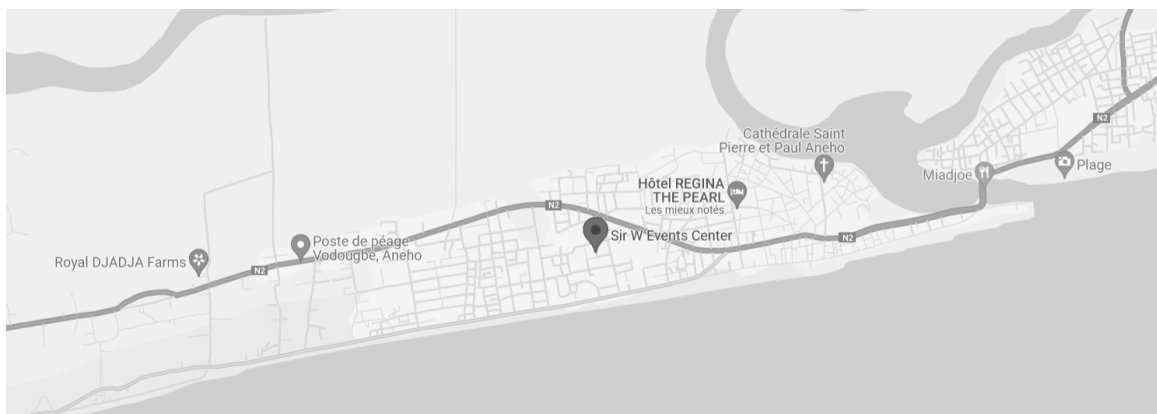 N2
Cathédrale Saint
Pierre et Paul Aneho
Miadjoe
Plage
Hôtel REGINA
THE PEARL
Les mieux notés
N2
Sir W'Events Center
N2
Poste de péage
Vodougbe, Aneho
Royal DJADJA Farms
N2